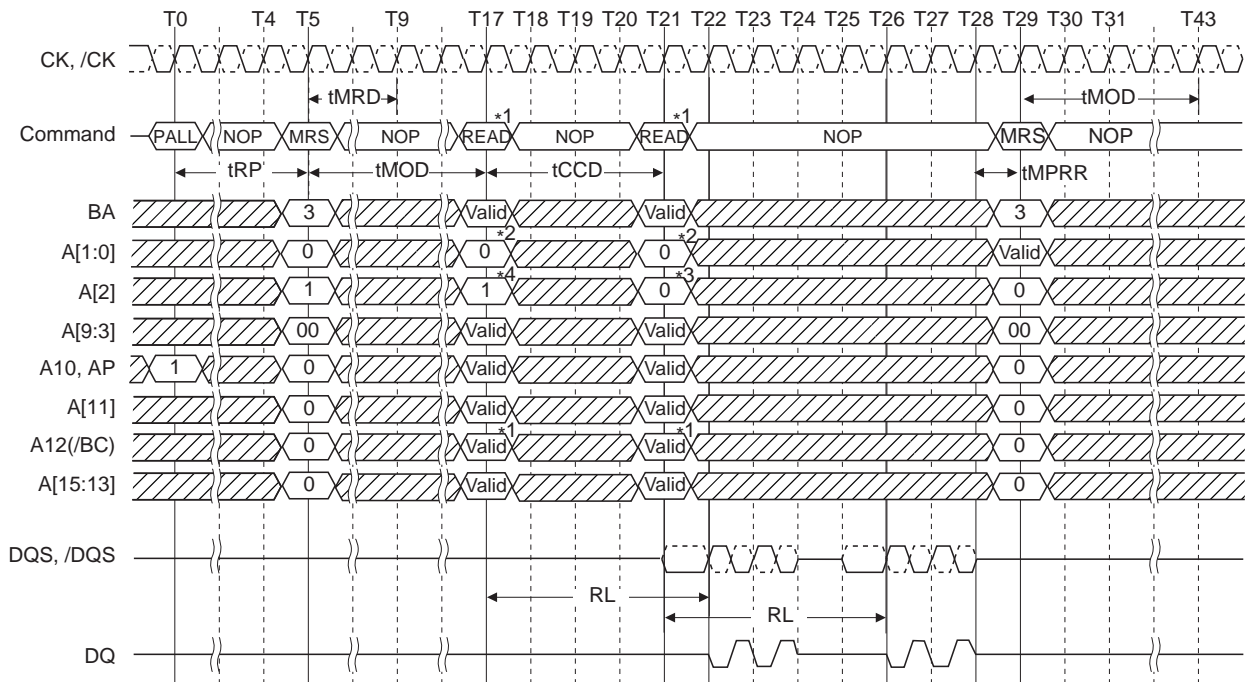 T0 T4 T5 T9 T17 T18 T19 T20 T21 T22 T23 T24 T25 T26 T27 T28 T29 T30 T31 T43
CK, /CK
tMRD tMOD
*1 *1
Command PALL NOP MRS NOP READ NOP READ NOP MRS NOP
tRP tMOD tCCD tMPRR
BA 3 Valid Valid 3
*2 *2
A[1:0] 0 0 0 Valid
*4 *3
A[2] 1 1 0 0
A[9:3] 00 Valid Valid 00
A10, AP 1 0 Valid Valid 0
A[11] 0 Valid Valid 0
*1 *1
A12(/BC) 0 Valid Valid 0
A[15:13] 0 Valid Valid 0
DQS, /DQS
RL
RL
DQ